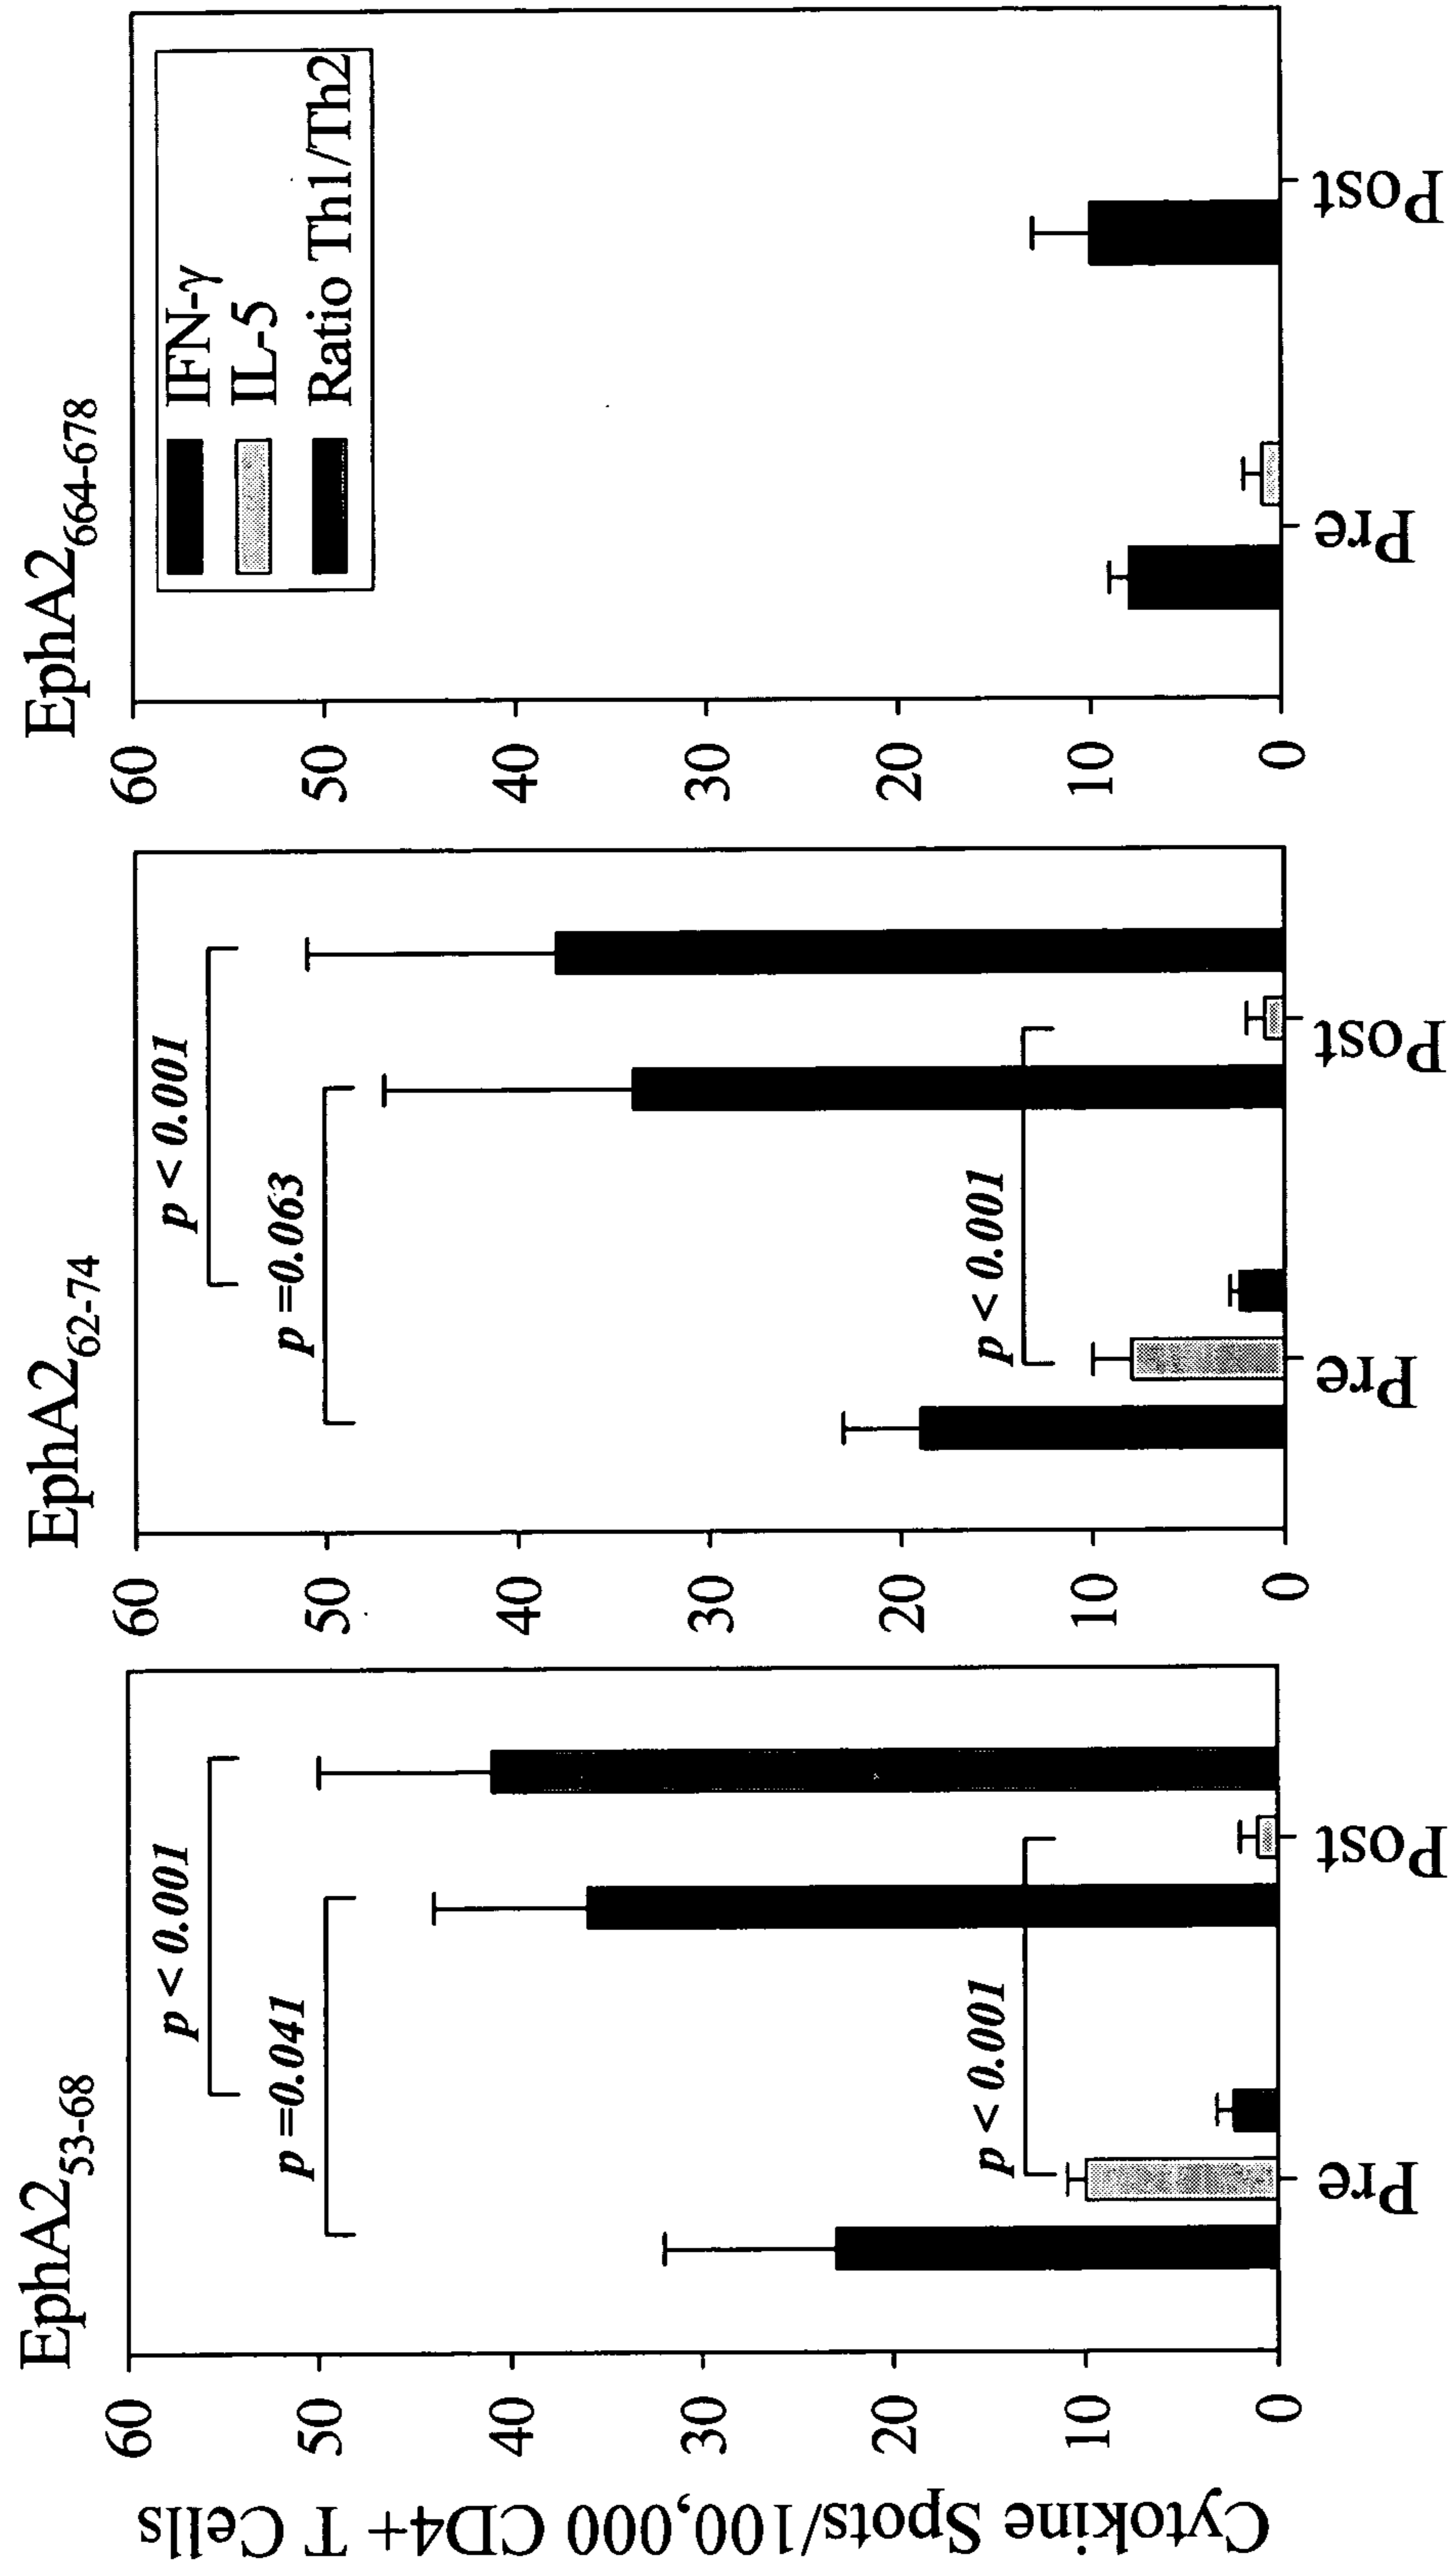 Cytokine Spots/100,000 CD4+ T Cells
EphA253-68
60
50
40
30
20
10
0
p < 0.001
p =0.041
p < 0.001
Pre
Post
EphA262-74
60
50
40
30
20
10
0
p < 0.001
p =0.063
p < 0.001
Pre
Post
EphA2664-678
60
50
40
30
20
10
0
IFN-γ
IL-5
Ratio Th1/Th2
Pre
Post